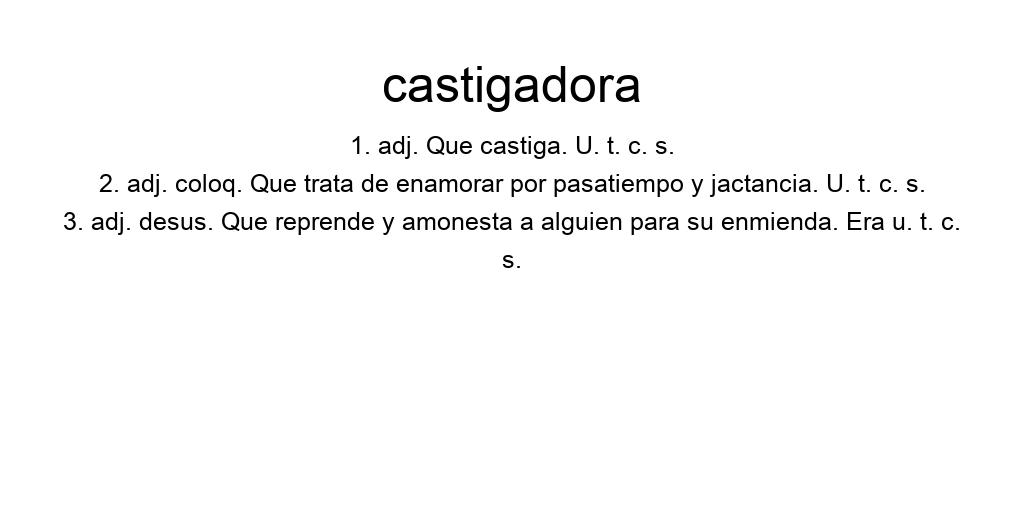 castigadora
1. adj. Que castiga. U. t. c. s.
2. adj. coloq. Que trata de enamorar por pasatiempo y jactancia. U. t. c. s.
3. adj. desus. Que reprende y amonesta a alguien para su enmienda. Era u. t. c.
s.